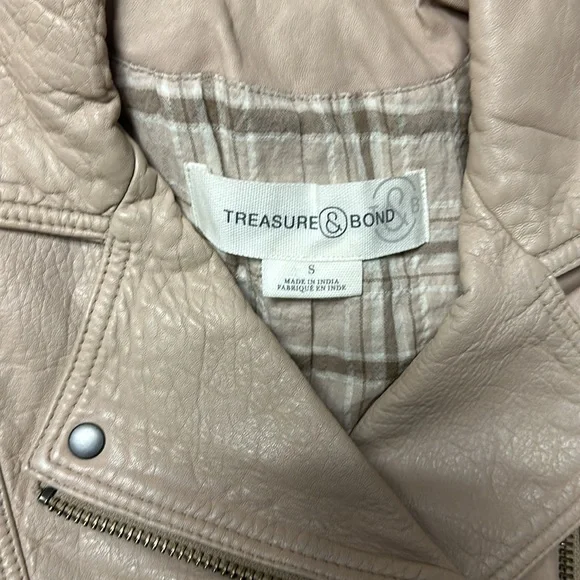 TREASURE & BOND
&
B
S
MADE IN INDIA
FABRIQUÉ EN INDE